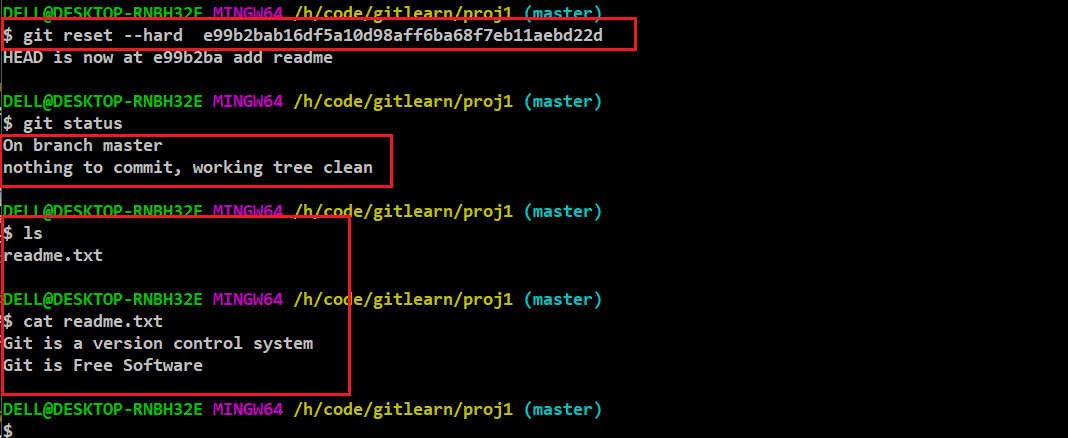 DELL@DESKTOP-RNBH32E MINGW64 /h/code/gitlearn/proj1 (master)
$ git reset --hard  e99b2bab16df5a10d98aff6ba68f7eb11aebd22d
HEAD is now at e99b2ba add readme
DELL@DESKTOP-RNBH32E MINGW64 /h/code/gitlearn/proj1 (master)
$ git status
On branch master
nothing to commit, working tree clean
DELL@DESKTOP-RNBH32E MINGW64 /h/code/gitlearn/proj1 (master)
$ ls
readme.txt
DELL@DESKTOP-RNBH32E MINGW64 /h/code/gitlearn/proj1 (master)
$ cat readme.txt
Git is a version control system
Git is Free Software
DELL@DESKTOP-RNBH32E MINGW64 /h/code/gitlearn/proj1 (master)
$